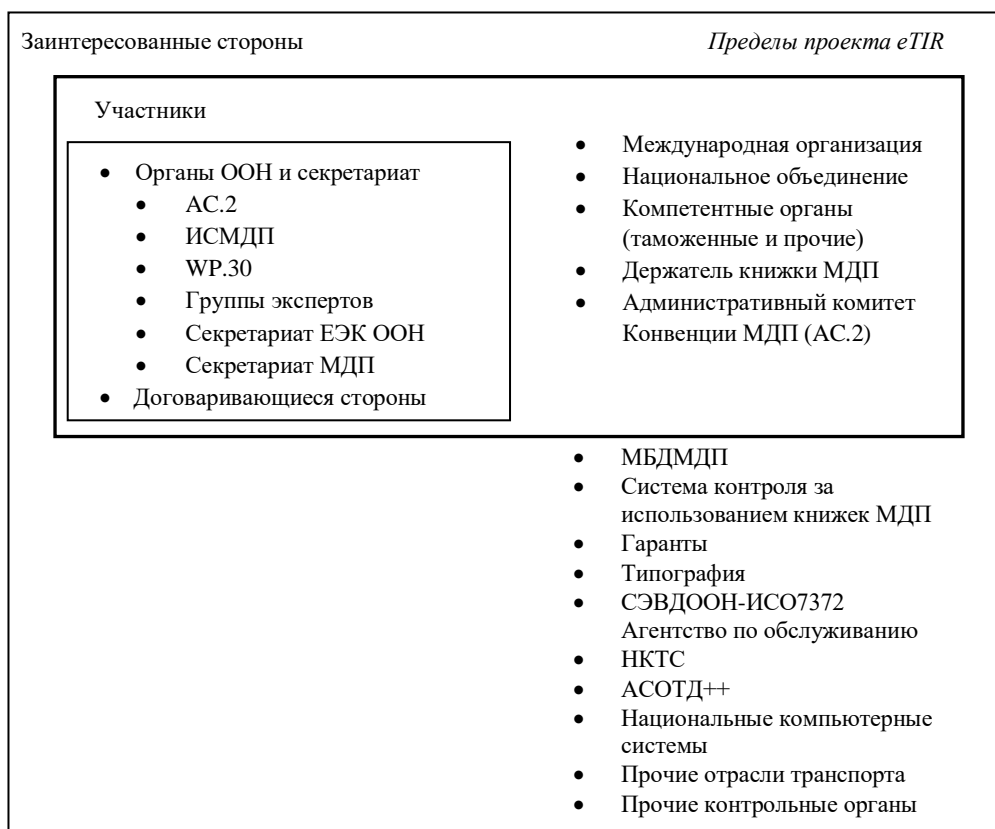 Заинтересованные стороны
Пределы проекта eTIR
Участники
• Органы ООН и секретариат
• АС.2
• ИСМДП
• WP.30
• Группы экспертов
• Секретариат ЕЭК ООН
• Секретариат МДП
• Договаривающиеся стороны
• Международная организация
• Национальное объединение
• Компетентные органы
(таможенные и прочие)
• Держатель книжки МДП
• Административный комитет
Конвенции МДП (АС.2)
• МБДМДП
• Система контроля за
использованием книжек МДП
• Гаранты
• Типография
• СЭВДООН-ИСО7372
Агентство по обслуживанию
• НКТС
• АСОТД++
• Национальные компьютерные
системы
• Прочие отрасли транспорта
• Прочие контрольные органы